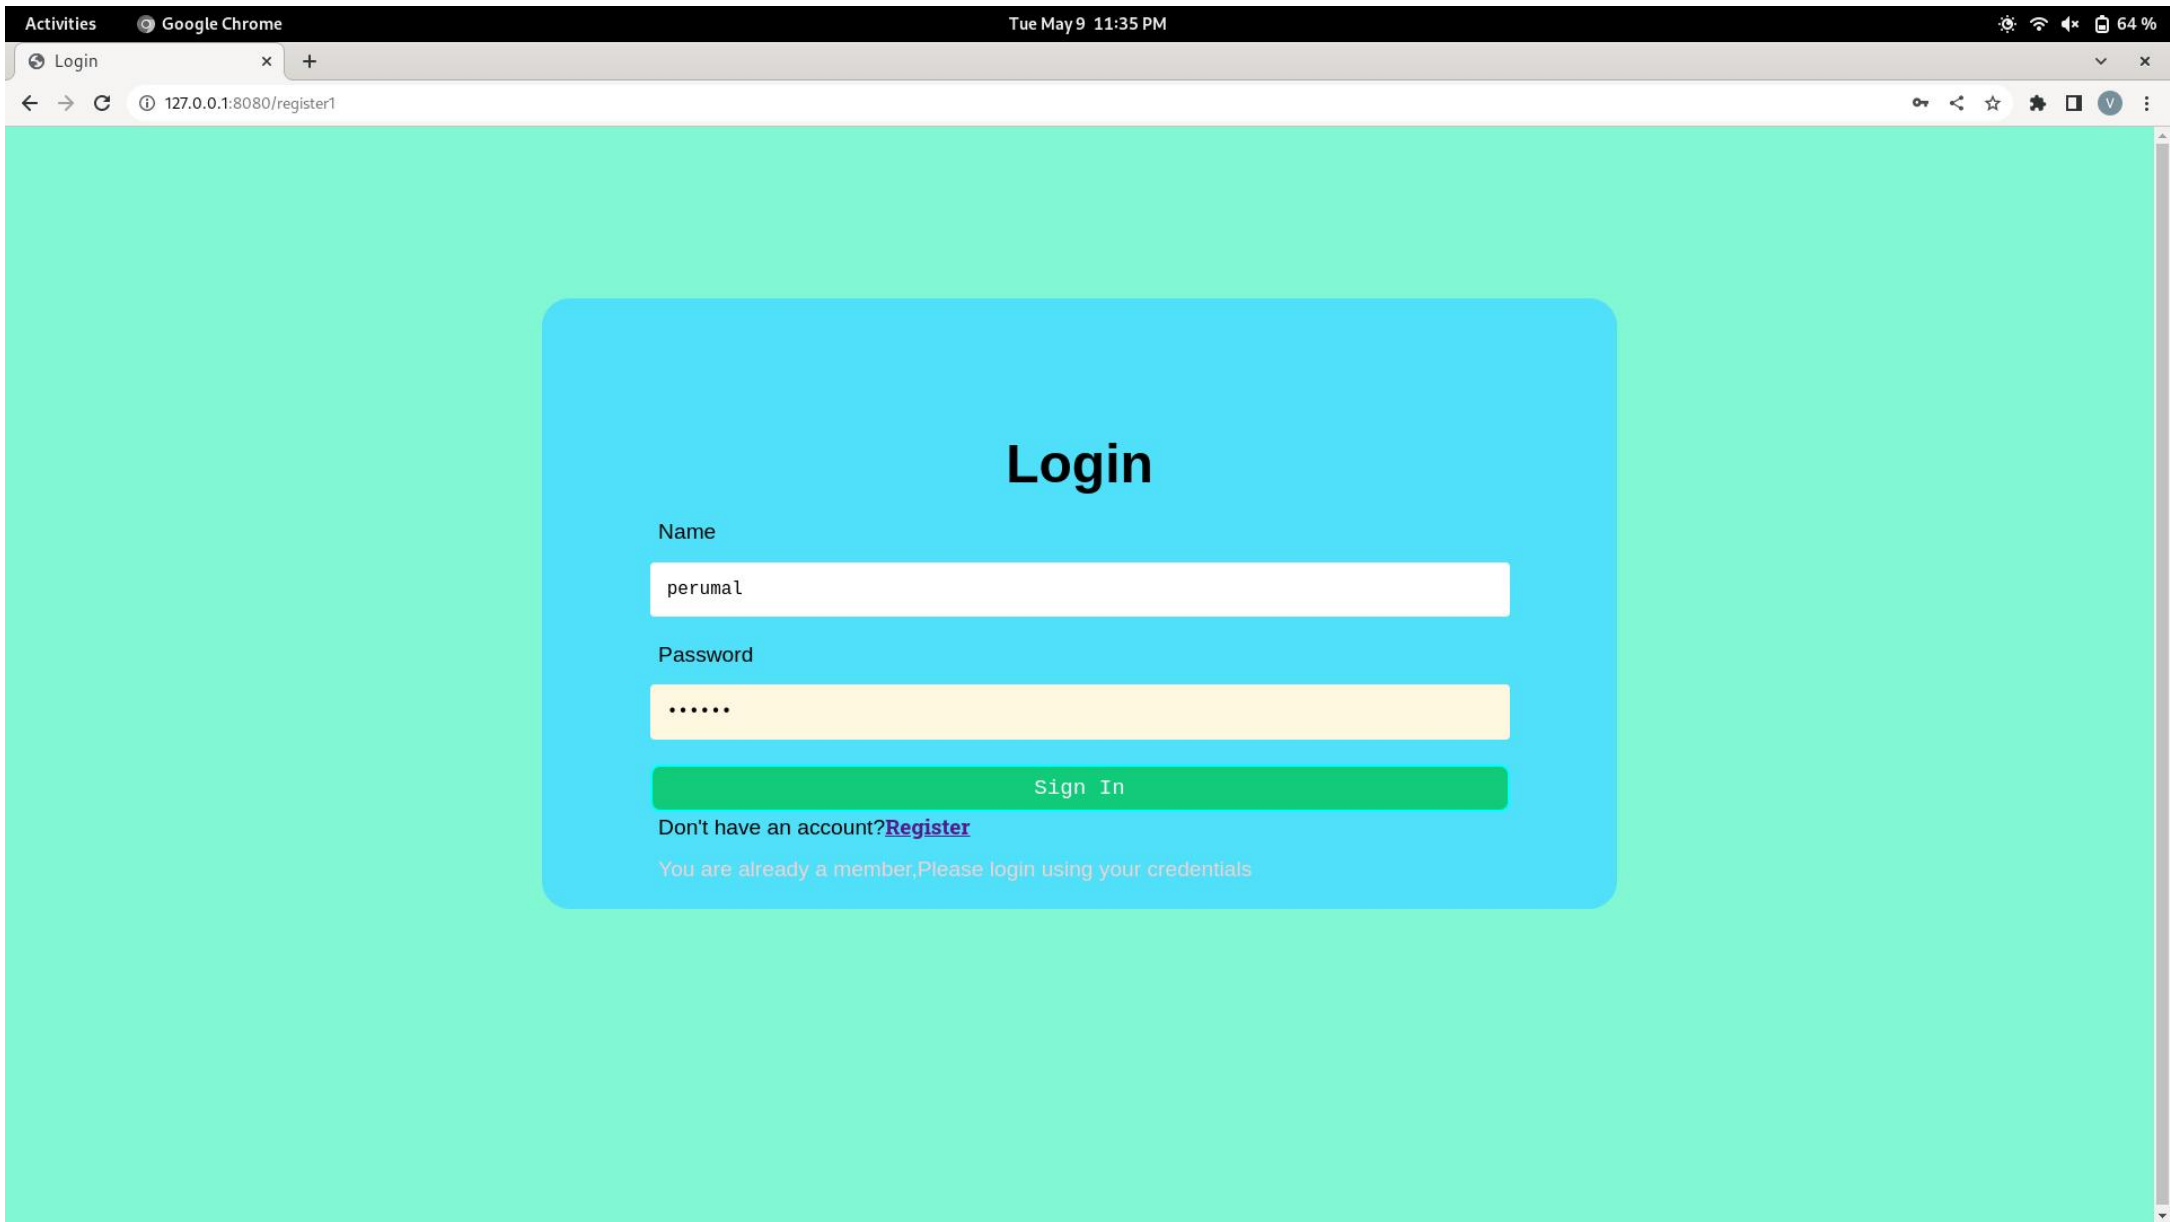 Activities Google Chrome Tue May 9 11:35 PM 64 %
Login
127.0.0.1:8080/register1 V
Login
Name
perumal
Password
••••••
Sign In
Don't have an account?Register
You are already a member,Please login using your credentials